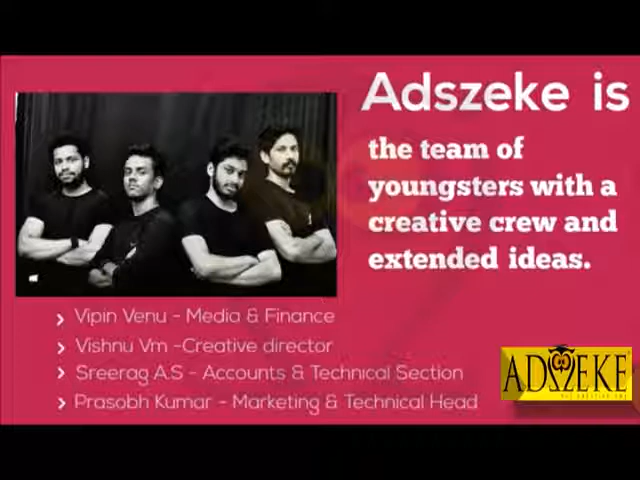 Adszeke is
the team of
youngsters with a
creative crew and
extended ideas.
Vipin Venu - Media & Finance
Vishnu Vm -Creative director
Sreerag A.S - Accounts & Technical Section
Prasobh Kumar - Marketing & Technical Head
ADSZEKE